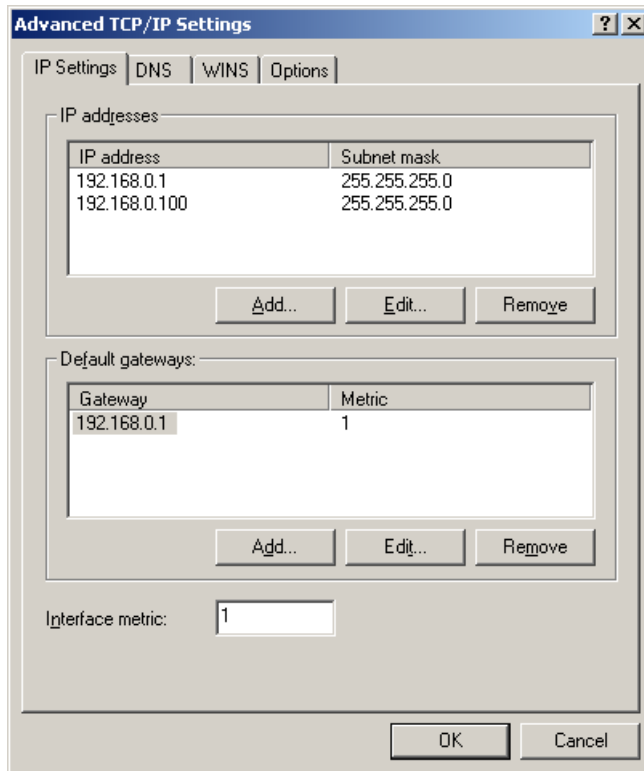 Advanced TCP/IP Settings
IP Settings DNS WINS Options
IP addresses
IP address Subnet mask
192.168.0.1 255.255.255.0
192.168.0.100 255.255.255.0
Add... Edit... Remove
Default gateways:
Gateway Metric
192.168.0.1 1
Add... Edit... Remove
Interface metric: 1
OK Cancel